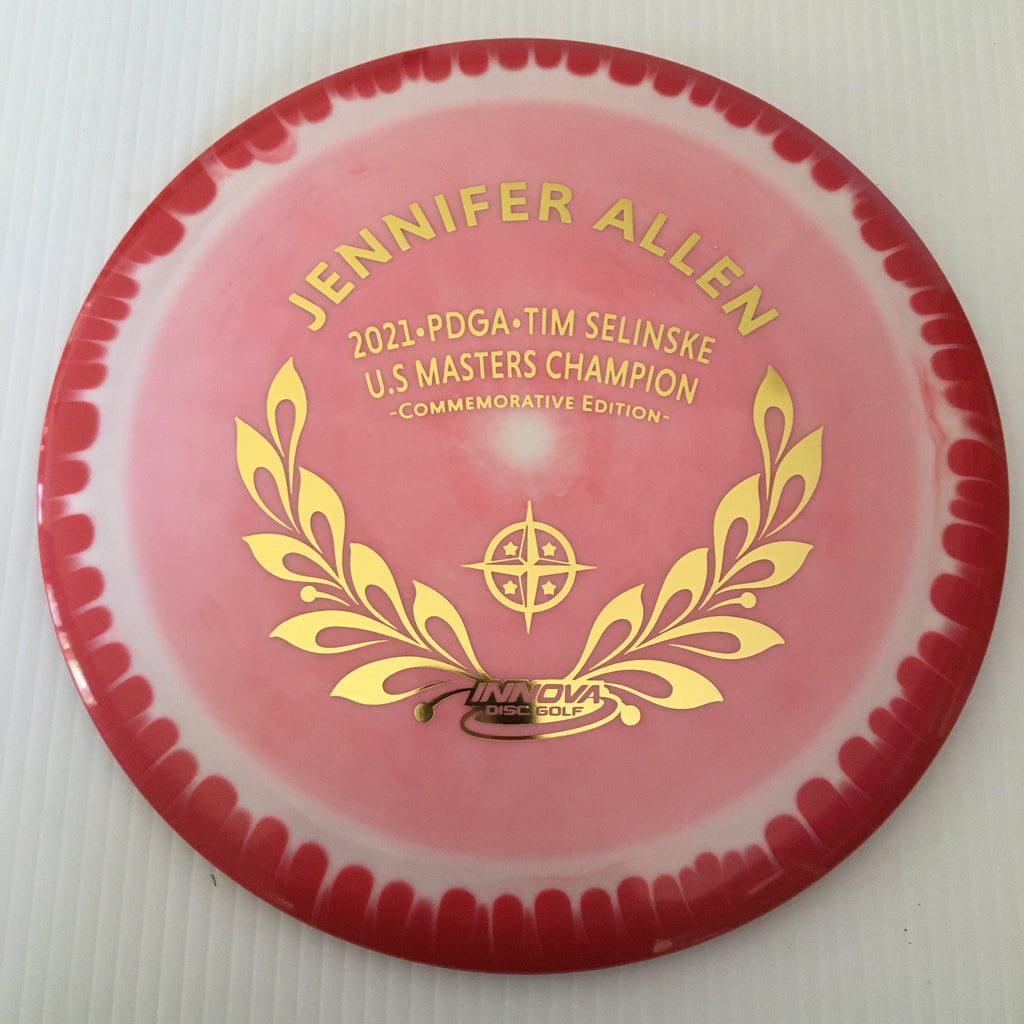 JENNIFER ALLEN
2021•PDGA•TIM SELINSKE
U.S MASTERS CHAMPION
-COMMEMORATIVE EDITION-
INNOVA
DISC GOLF